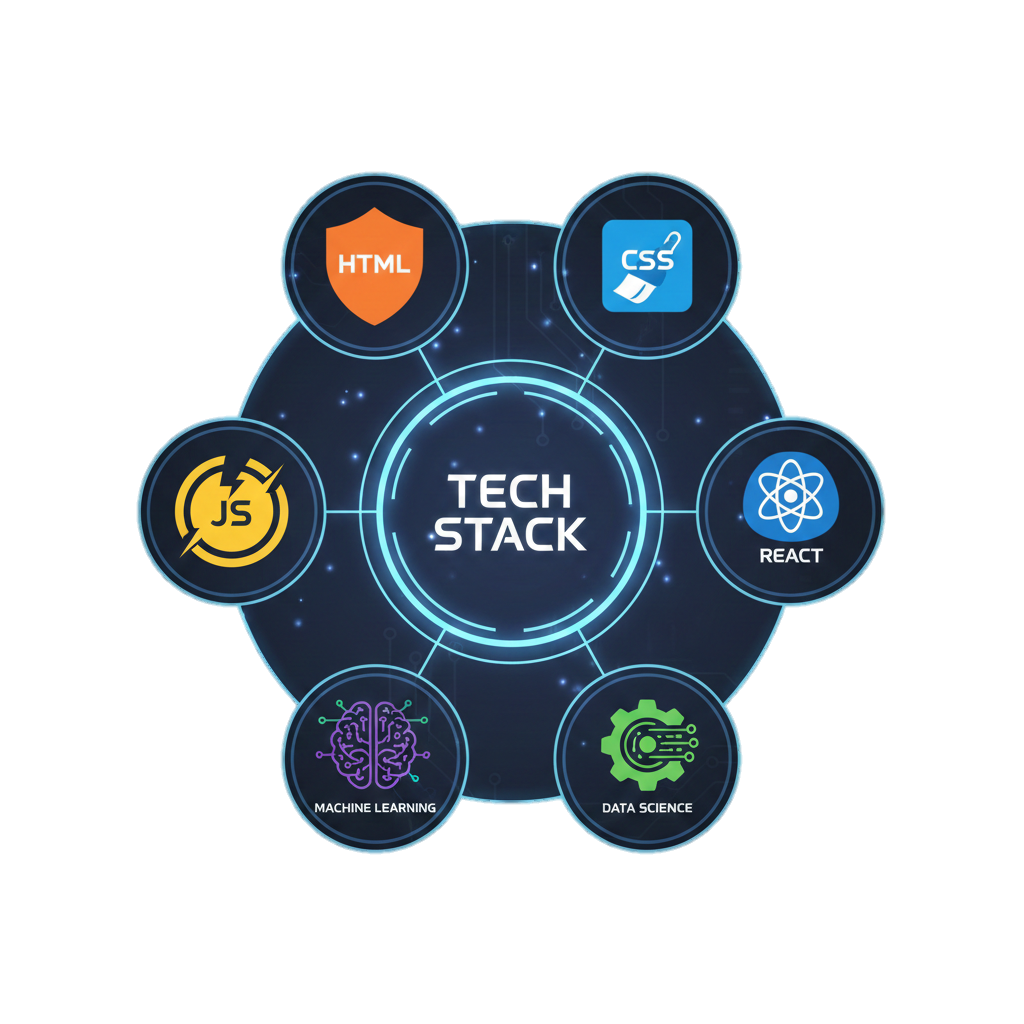 HTML
CSS
TECH
STACK
JS
REACT
MACHINE LEARNING
DATA SCIENCE